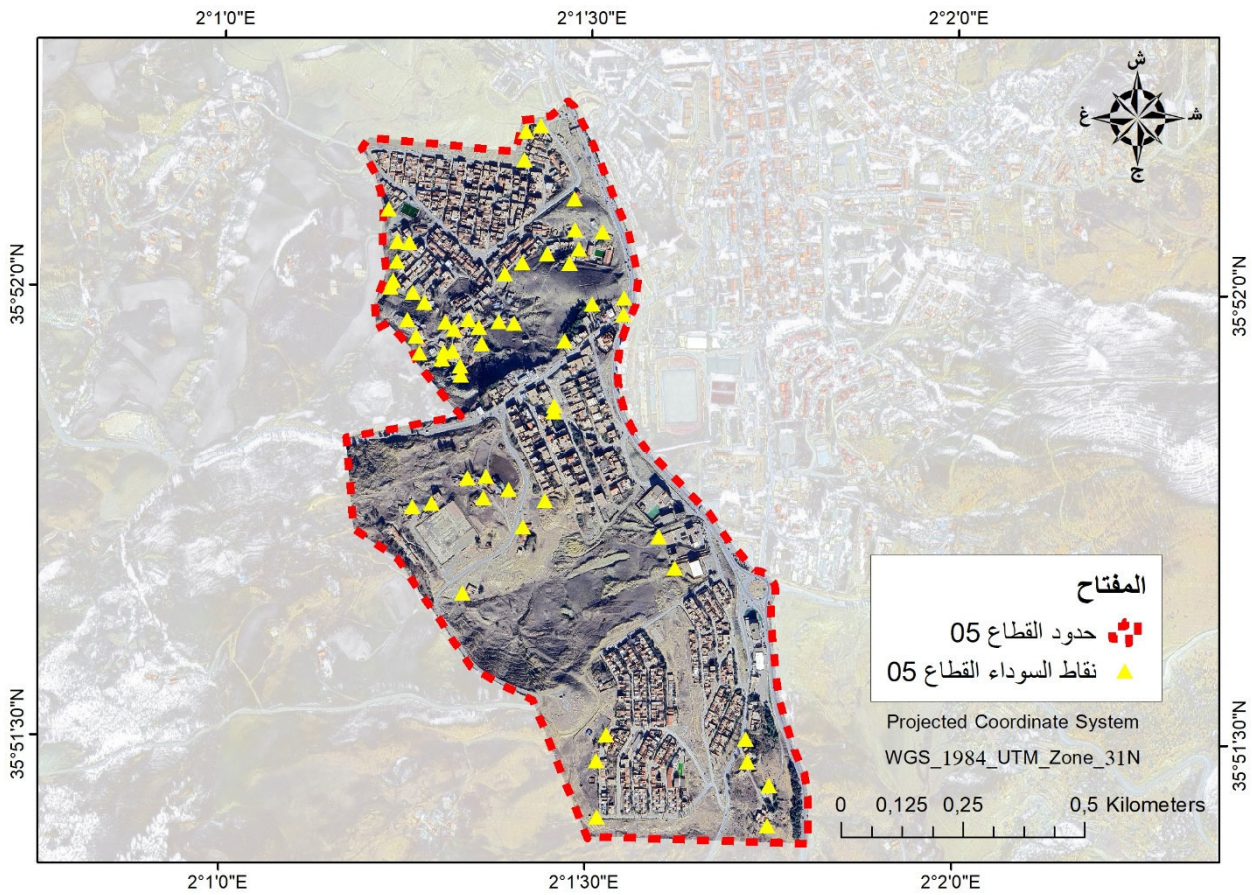 2°1'0"E
2°1'30"E
2°2'0"E
ش
غ
شـ
ج
35°52'0"N
35°52'0"N
المفتاح
حدود القطاع 05
نقاط السوداء القطاع 05
Projected Coordinate System
WGS_1984_UTM_Zone_31N
35°51'30"N
35°51'30"N
0 0,125 0,25 0,5 Kilometers
2°1'0"E
2°1'30"E
2°2'0"E